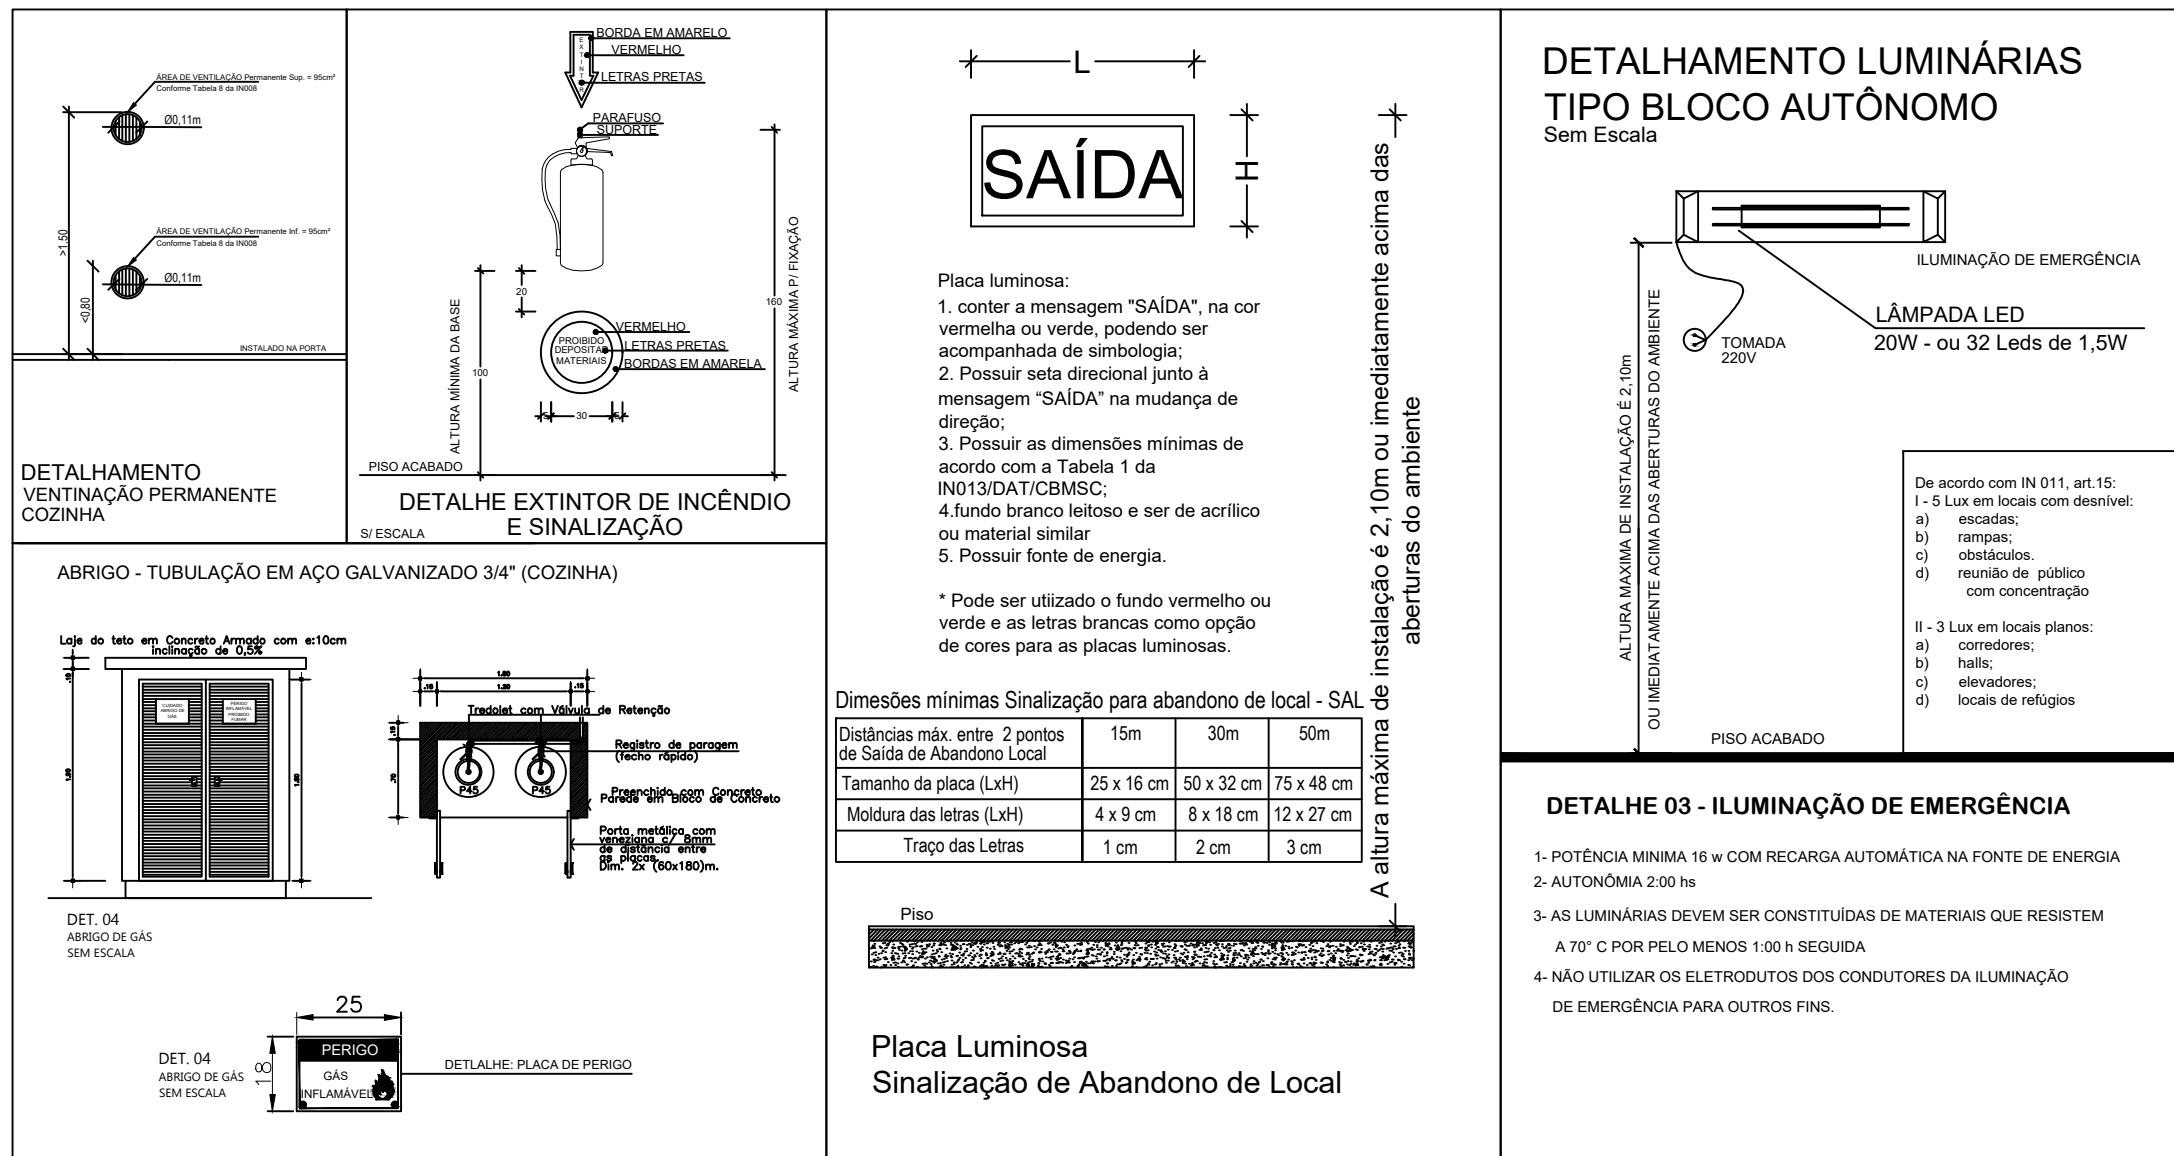 ÁREA DE VENTILAÇÃO Permanente Sup. = 95cm²
Conforme Tabela 8 da IN008
Ø0,11m
>1.50
ÁREA DE VENTILAÇÃO Permanente Inf. = 95cm²
Conforme Tabela 8 da IN008
Ø0,11m
<0,80
INSTALADO NA PORTA
DETALHAMENTO
VENTINAÇÃO PERMANENTE
COZINHA
BORDA EM AMARELO
VERMELHO
LETRAS PRETAS
PARAFUSO
SUPORTE
20
VERMELHO
LETRAS PRETAS
BORDAS EM AMARELA
PROIBIDO
DEPOSITAR
MATERIAIS
30
ALTURA MÍNIMA DA BASE
100
160
ALTURA MÁXIMA P/ FIXAÇÃO
PISO ACABADO
DETALHE EXTINTOR DE INCÊNDIO
E SINALIZAÇÃO
S/ ESCALA
ABRIGO - TUBULAÇÃO EM AÇO GALVANIZADO 3/4" (COZINHA)
Laje do teto em Concreto Armado com e:10cm
inclinação de 0,5%
.10
1.90
1.80
CUIDADO
ABRIGO DE
GÁS
PERIGO
INFLAMÁVEL
PROIBIDO
FUMAR
DET. 04
ABRIGO DE GÁS
SEM ESCALA
1.50
.15
1.20
.15
.15
.70
Tredolet com Válvula de Retenção
Registro de paragem
(fecho rápido)
P45
P45
Preenchido com Concreto
Parede em Bloco de Concreto
Porta metálica com
veneziana c/ 8mm
de distância entre
as placas.
Dim. 2x (60x180)m.
25
18
PERIGO
GÁS
INFLAMÁVEL
DET. 04
ABRIGO DE GÁS
SEM ESCALA
DETLALHE: PLACA DE PERIGO
L
H
SAÍDA
Placa luminosa:
1. conter a mensagem "SAÍDA", na cor
vermelha ou verde, podendo ser
acompanhada de simbologia;
2. Possuir seta direcional junto à
mensagem “SAÍDA” na mudança de
direção;
3. Possuir as dimensões mínimas de
acordo com a Tabela 1 da
IN013/DAT/CBMSC;
4.fundo branco leitoso e ser de acrílico
ou material similar
5. Possuir fonte de energia.
* Pode ser utiizado o fundo vermelho ou
verde e as letras brancas como opção
de cores para as placas luminosas.
A altura máxima de instalação é 2,10m ou imediatamente acima das
aberturas do ambiente
Dimesões mínimas Sinalização para abandono de local - SAL
Distâncias máx. entre 2 pontos 15m 30m 50m
de Saída de Abandono Local
Tamanho da placa (LxH) 25 x 16 cm 50 x 32 cm 75 x 48 cm
Moldura das letras (LxH) 4 x 9 cm 8 x 18 cm 12 x 27 cm
Traço das Letras 1 cm 2 cm 3 cm
Piso
Placa Luminosa
Sinalização de Abandono de Local
DETALHAMENTO LUMINÁRIAS
TIPO BLOCO AUTÔNOMO
Sem Escala
ILUMINAÇÃO DE EMERGÊNCIA
LÂMPADA LED
20W - ou 32 Leds de 1,5W
TOMADA
220V
ALTURA MAXIMA DE INSTALAÇÃO É 2,10m
OU IMEDIATAMENTE ACIMA DAS ABERTURAS DO AMBIENTE
PISO ACABADO
De acordo com IN 011, art.15:
I - 5 Lux em locais com desnível:
a) escadas;
b) rampas;
c) obstáculos.
d) reunião de público
com concentração
II - 3 Lux em locais planos:
a) corredores;
b) halls;
c) elevadores;
d) locais de refúgios
DETALHE 03 - ILUMINAÇÃO DE EMERGÊNCIA
1- POTÊNCIA MINIMA 16 w COM RECARGA AUTOMÁTICA NA FONTE DE ENERGIA
2- AUTONÔMIA 2:00 hs
3- AS LUMINÁRIAS DEVEM SER CONSTITUÍDAS DE MATERIAIS QUE RESISTEM
A 70° C POR PELO MENOS 1:00 h SEGUIDA
4- NÃO UTILIZAR OS ELETRODUTOS DOS CONDUTORES DA ILUMINAÇÃO
DE EMERGÊNCIA PARA OUTROS FINS.